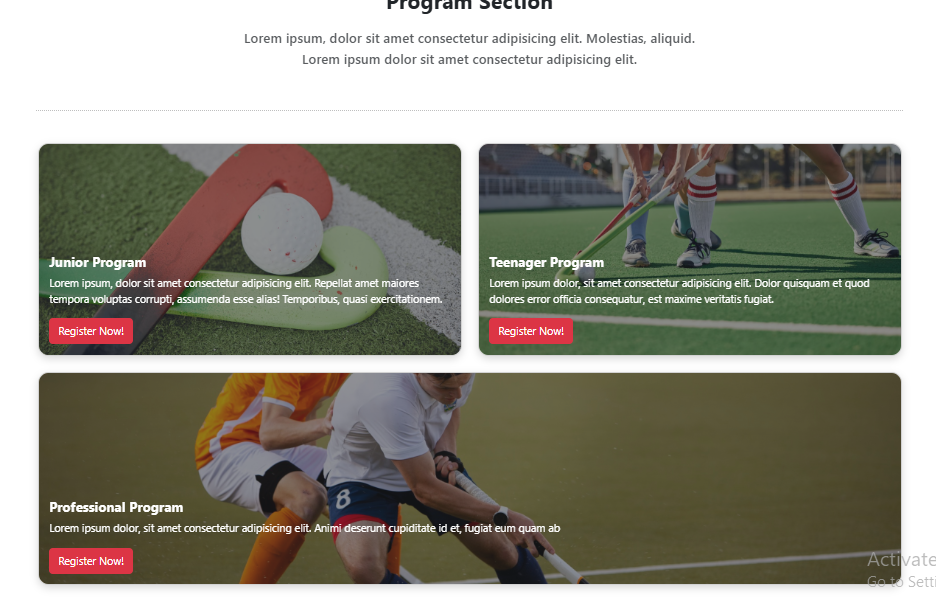 Program Section
Lorem ipsum, dolor sit amet consectetur adipisicing elit. Molestias, aliquid.
Lorem ipsum dolor sit amet consectetur adipisicing elit.
Junior Program
Lorem ipsum, dolor sit amet consectetur adipisicing elit. Repellat amet maiores
tempora voluptas corrupti, assumenda esse alias! Temporibus, quasi exercitationem.
Register Now!
Teenager Program
Lorem ipsum, dolor sit amet consectetur adipisicing elit. Dolor quisquam et quod
dolores error officia consequatur, est maxime veritatis fugiat.
Register Now!
8
Professional Program
Lorem ipsum dolor, sit amet consectetur adipisicing elit. Animi deserunt cupiditate id et, fugiat eum quam ab
Register Now!
Activate
Go to Setti